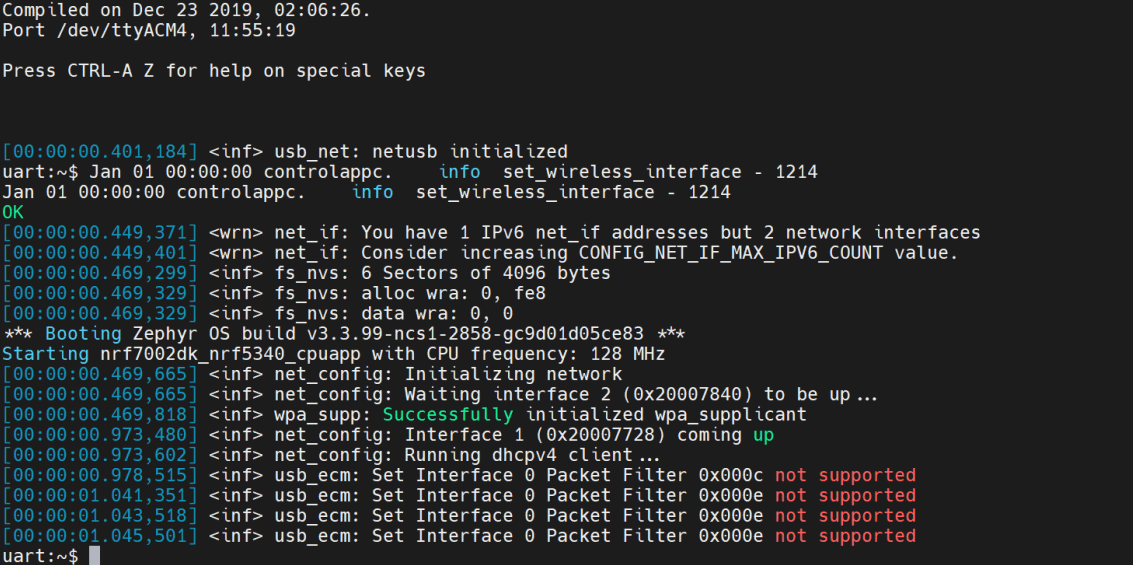 Compiled on Dec 23 2019, 02:06:26.
Port /dev/ttyACM4, 11:55:19
Press CTRL-A Z for help on special keys
[00:00:00.401,184] <inf> usb_net: netusb initialized
uart:~$ Jan 01 00:00:00 controlappc.    info  set_wireless_interface - 1214
Jan 01 00:00:00 controlappc.    info  set_wireless_interface - 1214
OK
[00:00:00.449,371] <wrn> net_if: You have 1 IPv6 net_if addresses but 2 network interfaces
[00:00:00.449,401] <wrn> net_if: Consider increasing CONFIG_NET_IF_MAX_IPV6_COUNT value.
[00:00:00.469,299] <inf> fs_nvs: 6 Sectors of 4096 bytes
[00:00:00.469,329] <inf> fs_nvs: alloc wra: 0, fe8
[00:00:00.469,329] <inf> fs_nvs: data wra: 0, 0
*** Booting Zephyr OS build v3.3.99-ncs1-2858-gc9d01d05ce83 ***
Starting nrf7002dk_nrf5340_cpuapp with CPU frequency: 128 MHz
[00:00:00.469,665] <inf> net_config: Initializing network
[00:00:00.469,665] <inf> net_config: Waiting interface 2 (0x20007840) to be up...
[00:00:00.469,818] <inf> wpa_supp: Successfully initialized wpa_supplicant
[00:00:00.973,480] <inf> net_config: Interface 1 (0x20007728) coming up
[00:00:00.973,602] <inf> net_config: Running dhcpv4 client...
[00:00:00.978,515] <inf> usb_ecm: Set Interface 0 Packet Filter 0x000c not supported
[00:00:01.041,351] <inf> usb_ecm: Set Interface 0 Packet Filter 0x000e not supported
[00:00:01.043,518] <inf> usb_ecm: Set Interface 0 Packet Filter 0x000e not supported
[00:00:01.045,501] <inf> usb_ecm: Set Interface 0 Packet Filter 0x000e not supported
uart:~$